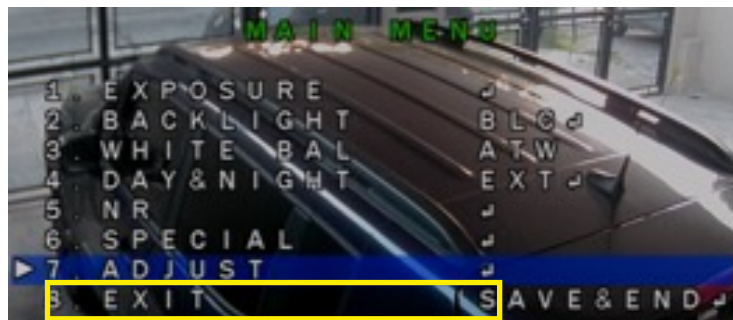 MAIN MENU
1. EXPOSURE ↲
2. BACKLIGHT BLC↲
3. WHITE BAL ATW
4. DAY&NIGHT EXT↲
5. NR ↲
6. SPECIAL ↲
▶ 7. ADJUST ↲
8. EXIT SAVE&END↲